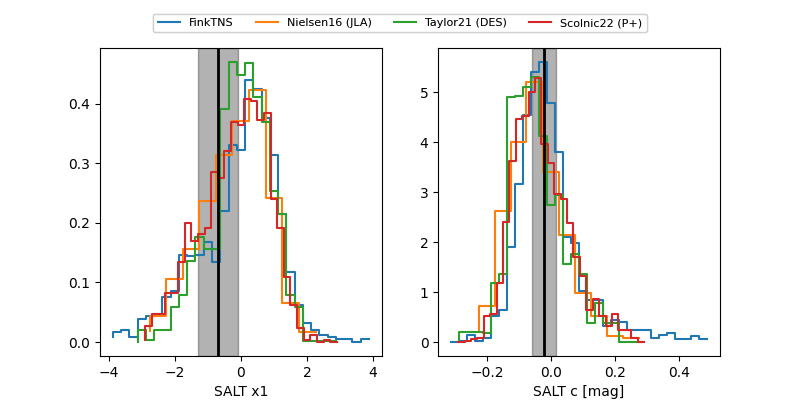 FinkTNS Nielsen16 (JLA) Taylor21 (DES) Scolnic22 (P+)
0.4
0.3
0.2
0.1
0.0
−4 −2 0 2 4
SALT x1
5
4
3
2
1
0
−0.2 0.0 0.2 0.4
SALT c [mag]